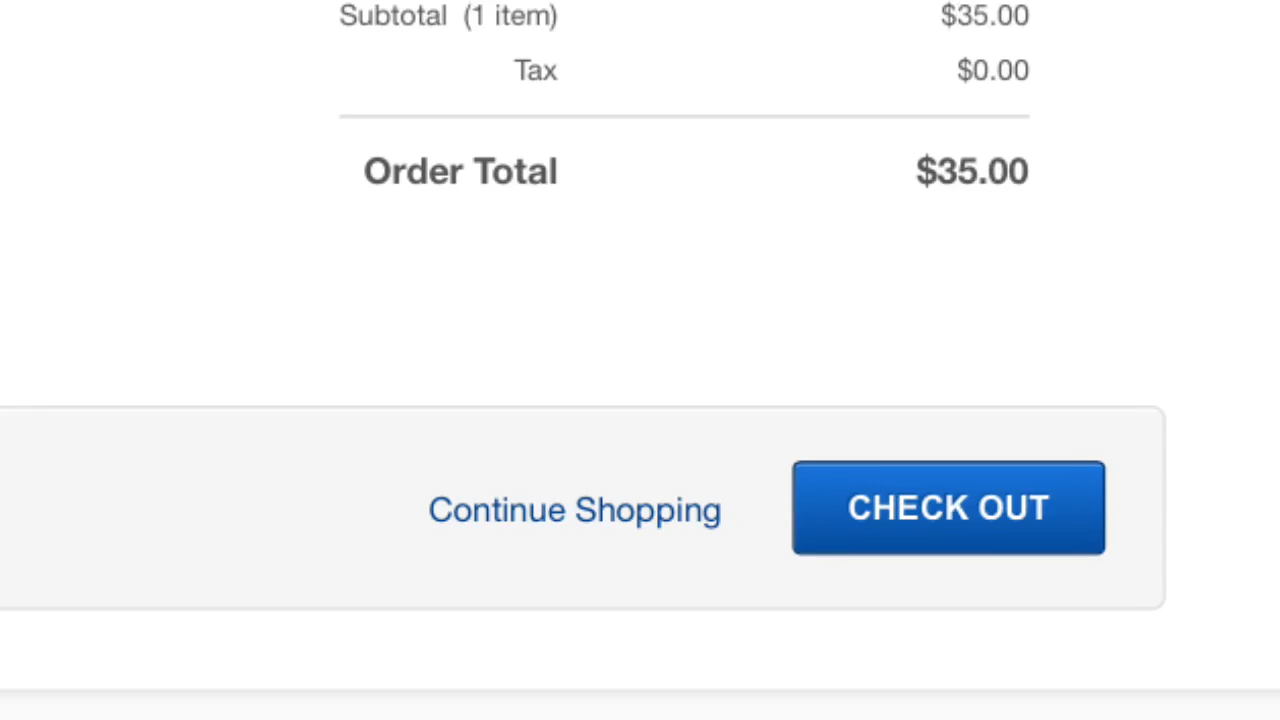 Subtotal (1 item) $35.00
Tax $0.00
Order Total $35.00
Continue Shopping CHECK OUT